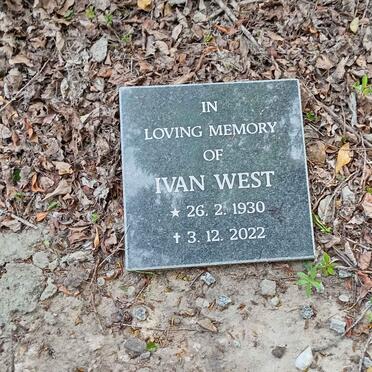 IN
LOVING MEMORY
OF
IVAN WEST
★ 26. 2. 1930
✝ 3. 12. 2022